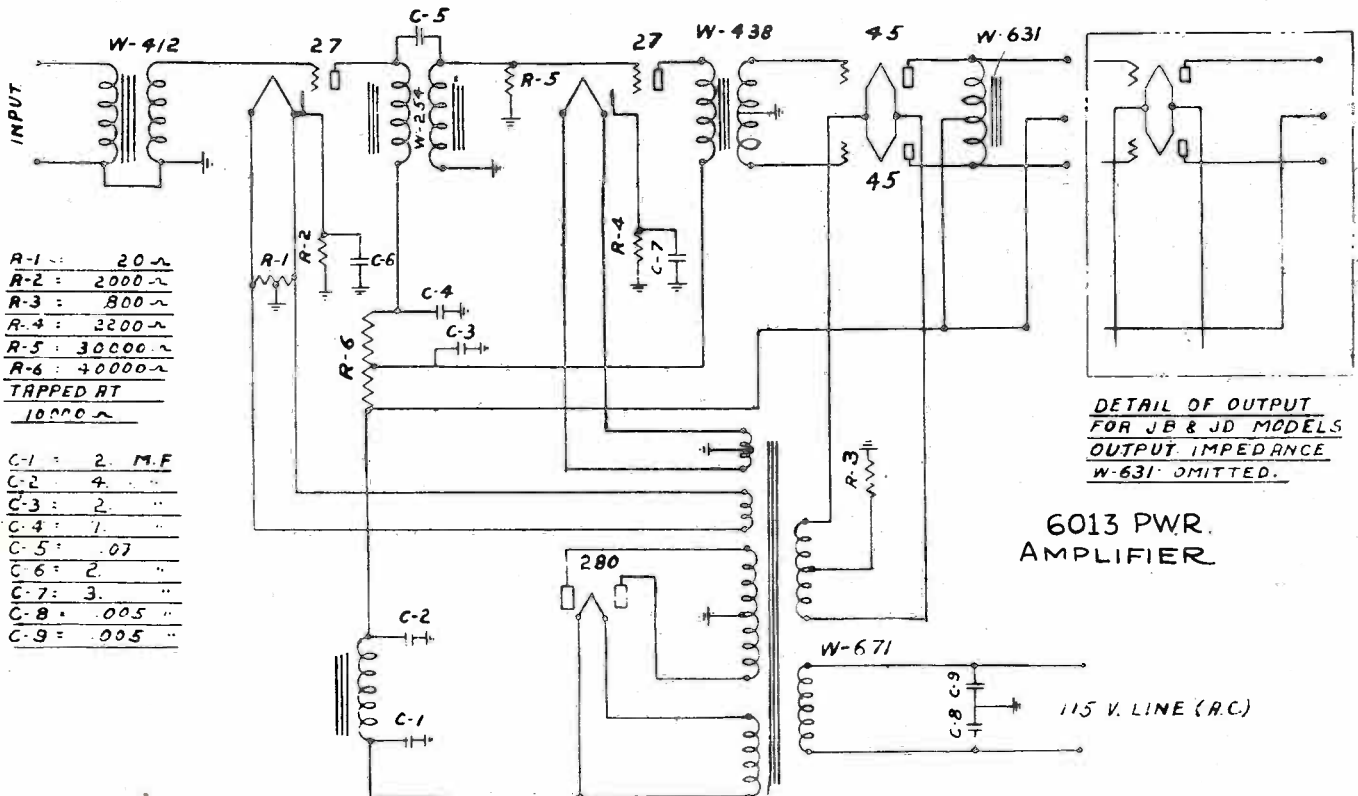 C-5
W-412
27
27
W-438
45
W-631
INPUT
W-254
R-5
45
R-2
C-6
R-1
R-4
C-7
C-4
C-3
R-6
R-1 : 20 Ω
R-2 : 2000 Ω
R-3 : 800 Ω
R-4 : 2200 Ω
R-5 : 30000 Ω
R-6 : 40000 Ω
TAPPED AT
10000 Ω
C-1 = 2. M.F
C-2 4. "
C-3 = 2. "
C-4 : 1. "
C-5 : .07
C-6 = 2. "
C-7 : 3. "
C-8 = .005 "
C-9 = .005 "
DETAIL OF OUTPUT
FOR JB & JD MODELS
OUTPUT IMPEDANCE
W-631 OMITTED.
R-3
6013 PWR.
AMPLIFIER
280
C-2
C-1
W-671
C-9
C-8
115 V. LINE (A.C.)